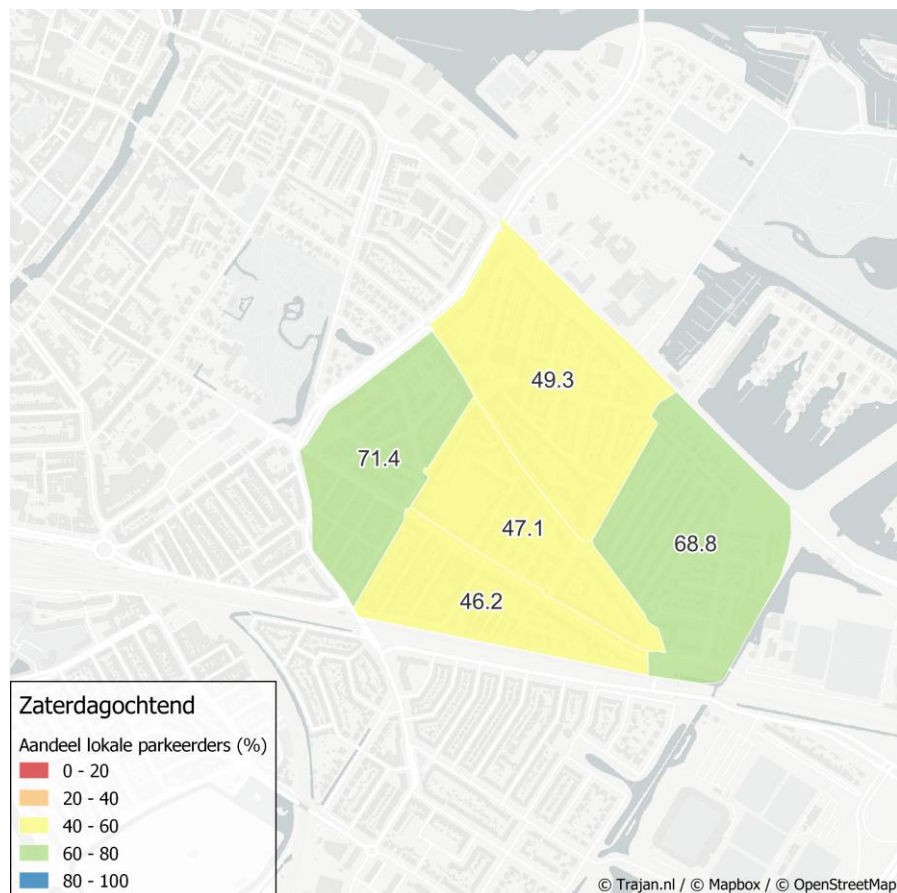 49.3
71.4
47.1
68.8
46.2
Zaterdagochtend
Aandeel lokale parkeerders (%)
0 - 20
20 - 40
40 - 60
60 - 80
80 - 100
© Trajan.nl / © Mapbox / © OpenStreetMap